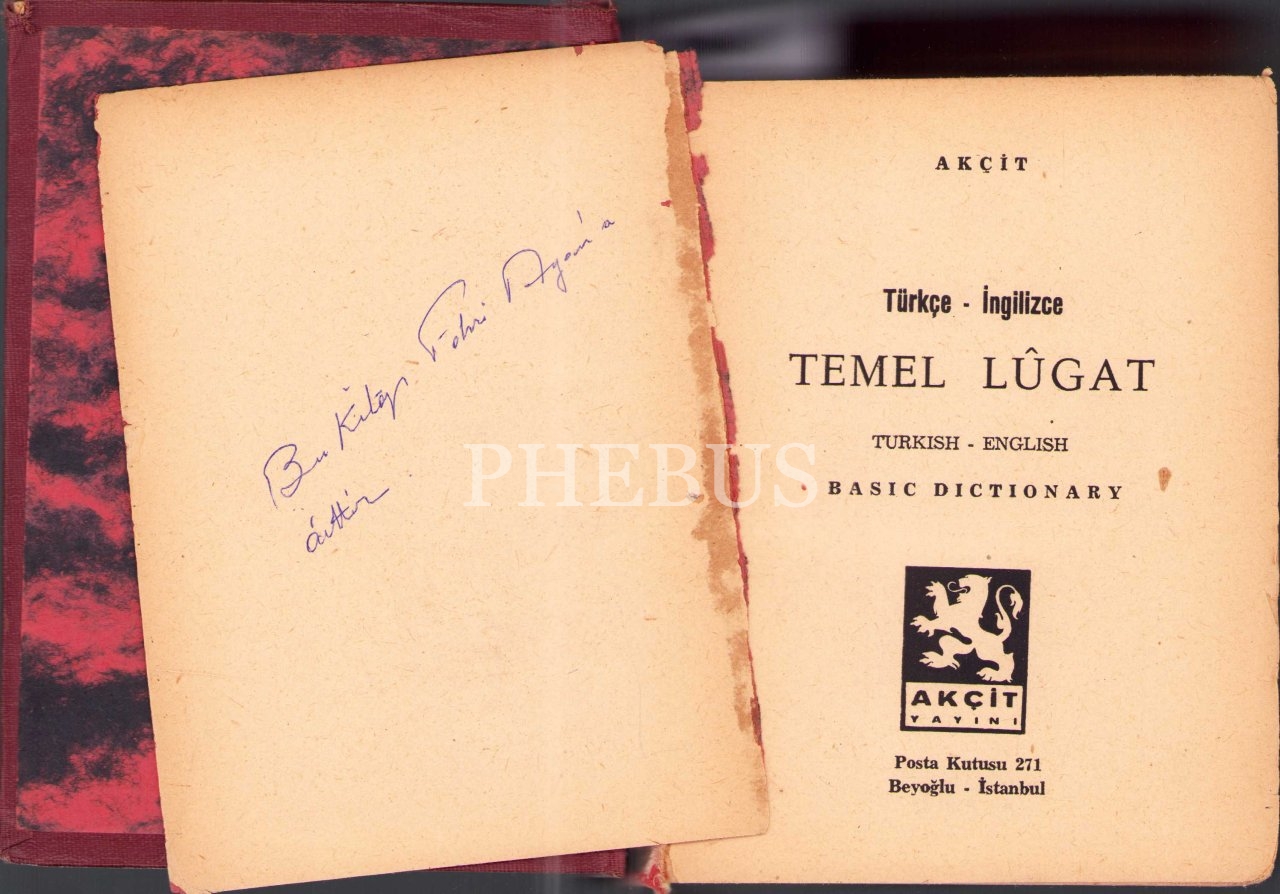 Bu Kitap Fahri Ayan'a
aittir.
AKÇİT
Türkçe - İngilizce
TEMEL LÛGAT
TURKISH - ENGLISH
BASIC DICTIONARY
AKÇİT
YAYINI
Posta Kutusu 271
Beyoğlu - İstanbul
PHEBUS